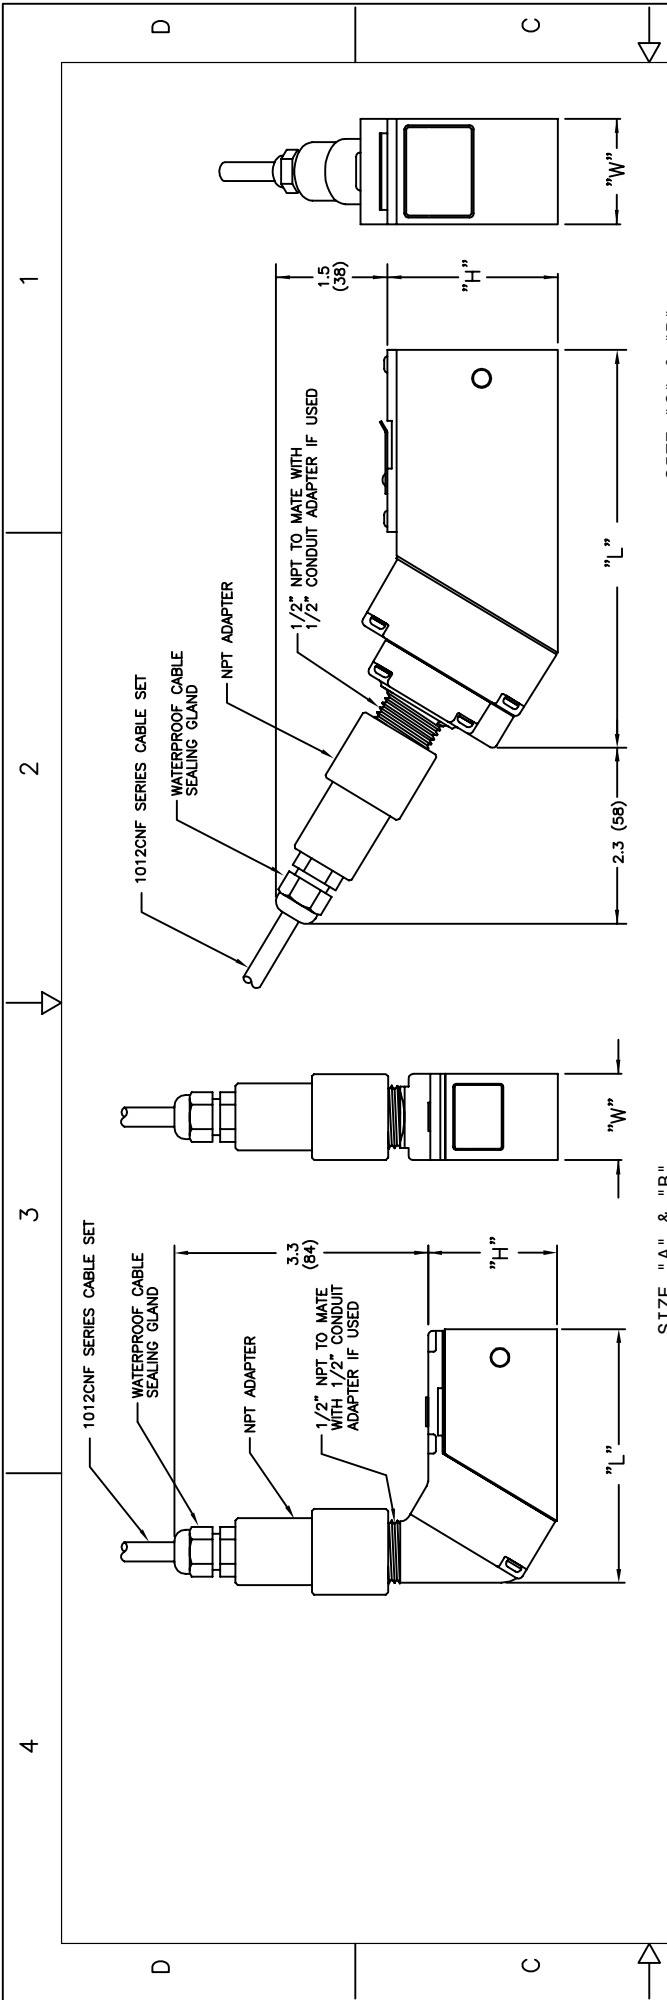 4
3
2
1
D
D
C
C
1012CNF SERIES CABLE SET
WATERPROOF CABLE
SEALING GLAND
NPT ADAPTER
1/2" NPT TO MATE
WITH 1/2" CONDUIT
ADAPTER IF USED
3.3
(84)
"H"
"L"
"W"
SIZE "A" & "B"
1012CNF SERIES CABLE SET
WATERPROOF CABLE
SEALING GLAND
NPT ADAPTER
1/2" NPT TO MATE WITH
1/2" CONDUIT ADAPTER IF USED
1.5
(38)
"H"
2.3 (58)
"L"
"W"